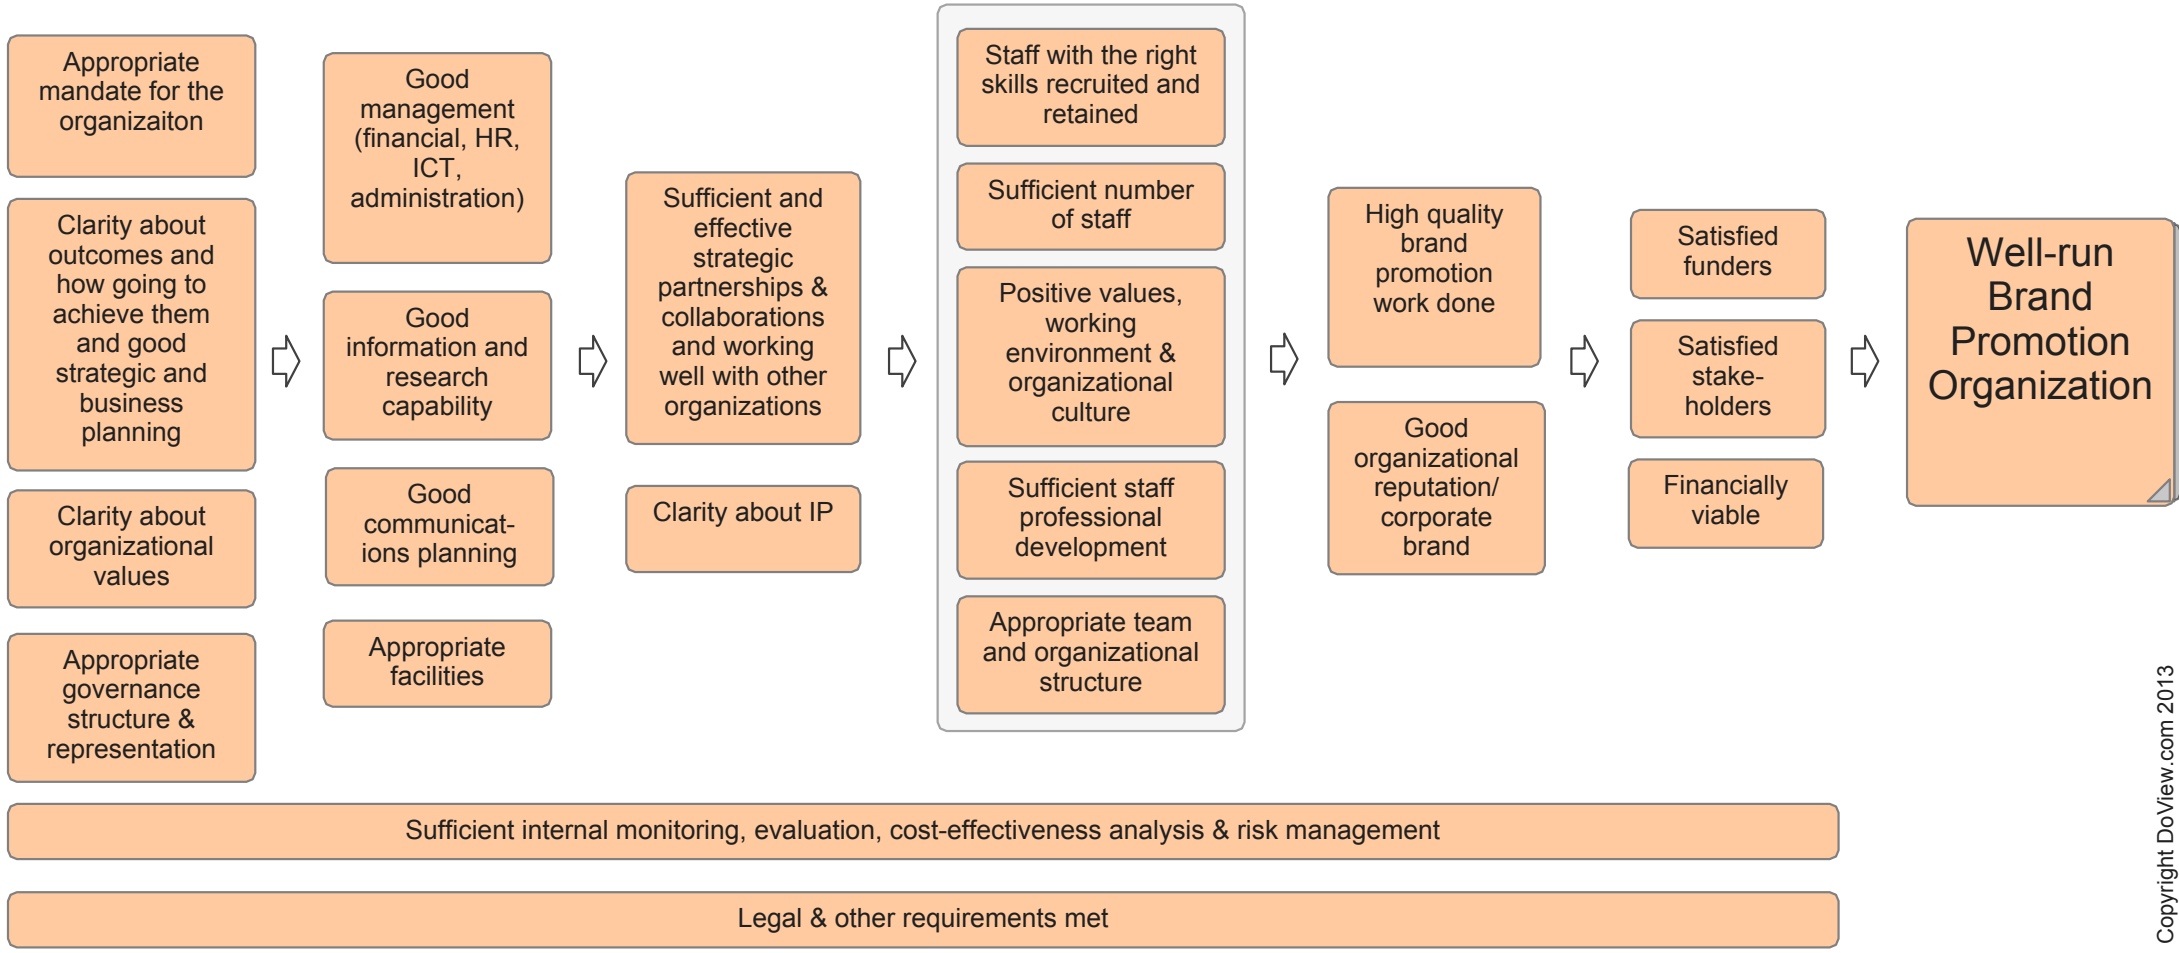 Appropriate
mandate for the
organizaiton
Clarity about
outcomes and
how going to
achieve them
and good
strategic and
business
planning
Clarity about
organizational
values
Appropriate
governance
structure &
representation
Good
management
(financial, HR,
ICT,
administration)
Good
information and
research
capability
Good
communicat-
ions planning
Appropriate
facilities
Sufficient and
effective
strategic
partnerships &
collaborations
and working
well with other
organizations
Clarity about IP
Staff with the right
skills recruited and
retained
Sufficient number
of staff
Positive values,
working
environment &
organizational
culture
Sufficient staff
professional
development
Appropriate team
and organizational
structure
High quality
brand
promotion
work done
Good
organizational
reputation/
corporate
brand
Satisfied
funders
Satisfied
stake-
holders
Financially
viable
Well-run
Brand
Promotion
Organization
Sufficient internal monitoring, evaluation, cost-effectiveness analysis & risk management
Legal & other requirements met
Copyright DoView.com 2013